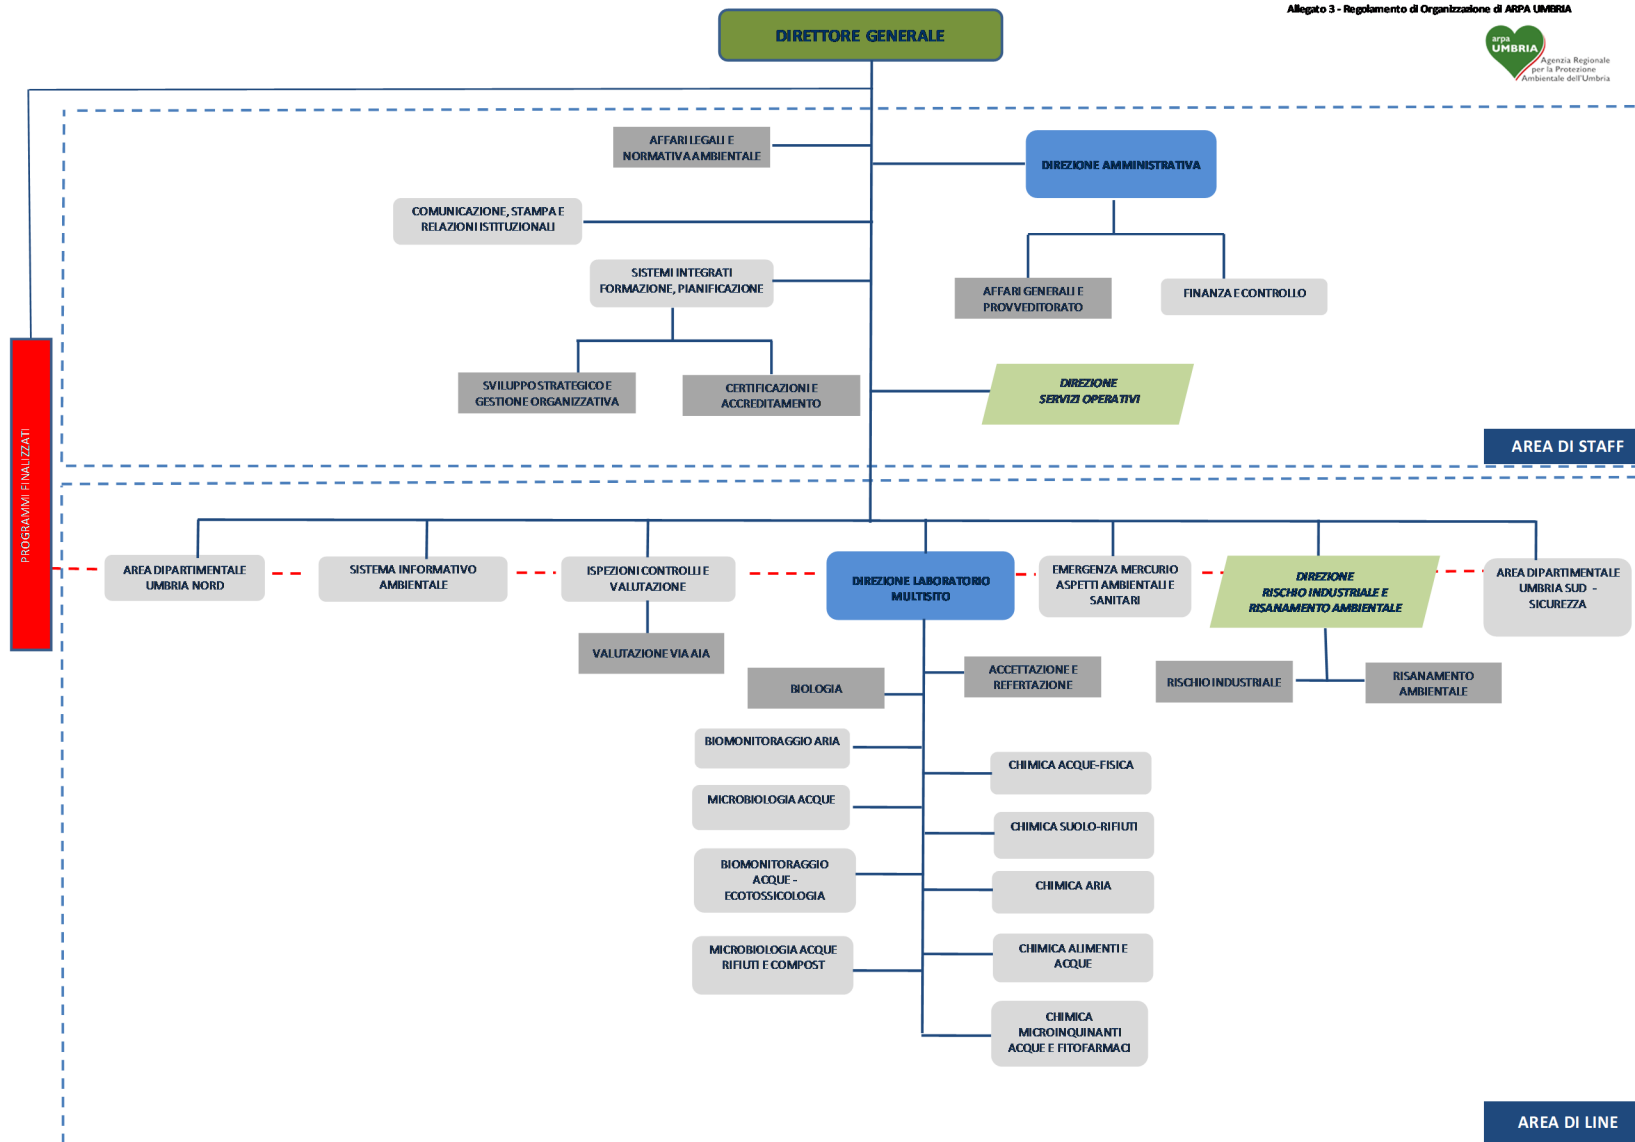 Allegato 3 - Regolamento di Organizzazione di ARPA UMBRIA
DIRETTORE GENERALE
arpa
UMBRIA
Agenzia Regionale
per la Protezione
Ambientale dell'Umbria
AFFARI LEGALI E
NORMATIVA AMBIENTALE
DIREZIONE AMMINISTRATIVA
COMUNICAZIONE, STAMPA E
RELAZIONI ISTITUZIONALI
SISTEMI INTEGRATI
FORMAZIONE, PIANIFICAZIONE
AFFARI GENERALI E
PROVVEDITORATO
FINANZA E CONTROLLO
SVILUPPO STRATEGICO E
GESTIONE ORGANIZZATIVA
CERTIFICAZIONI E
ACCREDITAMENTO
DIREZIONE
SERVIZI OPERATIVI
AREA DI STAFF
PROGRAMMI FINALIZZATI
AREA DIPARTIMENTALE
UMBRIA NORD
SISTEMA INFORMATIVO
AMBIENTALE
ISPEZIONI CONTROLLI E
VALUTAZIONE
DIREZIONE LABORATORIO
MULTISITO
EMERGENZA MERCURIO
ASPETTI AMBIENTALI E
SANITARI
DIREZIONE
RISCHIO INDUSTRIALE E
RISANAMENTO AMBIENTALE
AREA DIPARTIMENTALE
UMBRIA SUD -
SICUREZZA
VALUTAZIONE VIA AIA
BIOLOGIA
ACCETTAZIONE E
REFERTAZIONE
RISCHIO INDUSTRIALE
RISANAMENTO
AMBIENTALE
BIOMONITORAGGIO ARIA
CHIMICA ACQUE-FISICA
MICROBIOLOGIA ACQUE
CHIMICA SUOLO-RIFIUTI
BIOMONITORAGGIO
ACQUE -
ECOTOSSICOLOGIA
CHIMICA ARIA
MICROBIOLOGIA ACQUE
RIFIUTI E COMPOST
CHIMICA ALIMENTI E
ACQUE
CHIMICA
MICROINQUINANTI
ACQUE E FITOFARMACI
AREA DI LINE